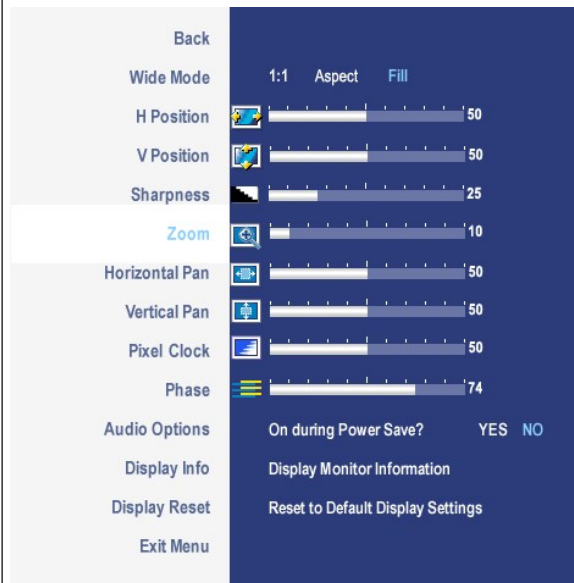 Back
Wide Mode 1:1 Aspect Fill
H Position 50
V Position 50
Sharpness 25
Zoom 10
Horizontal Pan 50
Vertical Pan 50
Pixel Clock 50
Phase 74
Audio Options On during Power Save? YES NO
Display Info Display Monitor Information
Display Reset Reset to Default Display Settings
Exit Menu